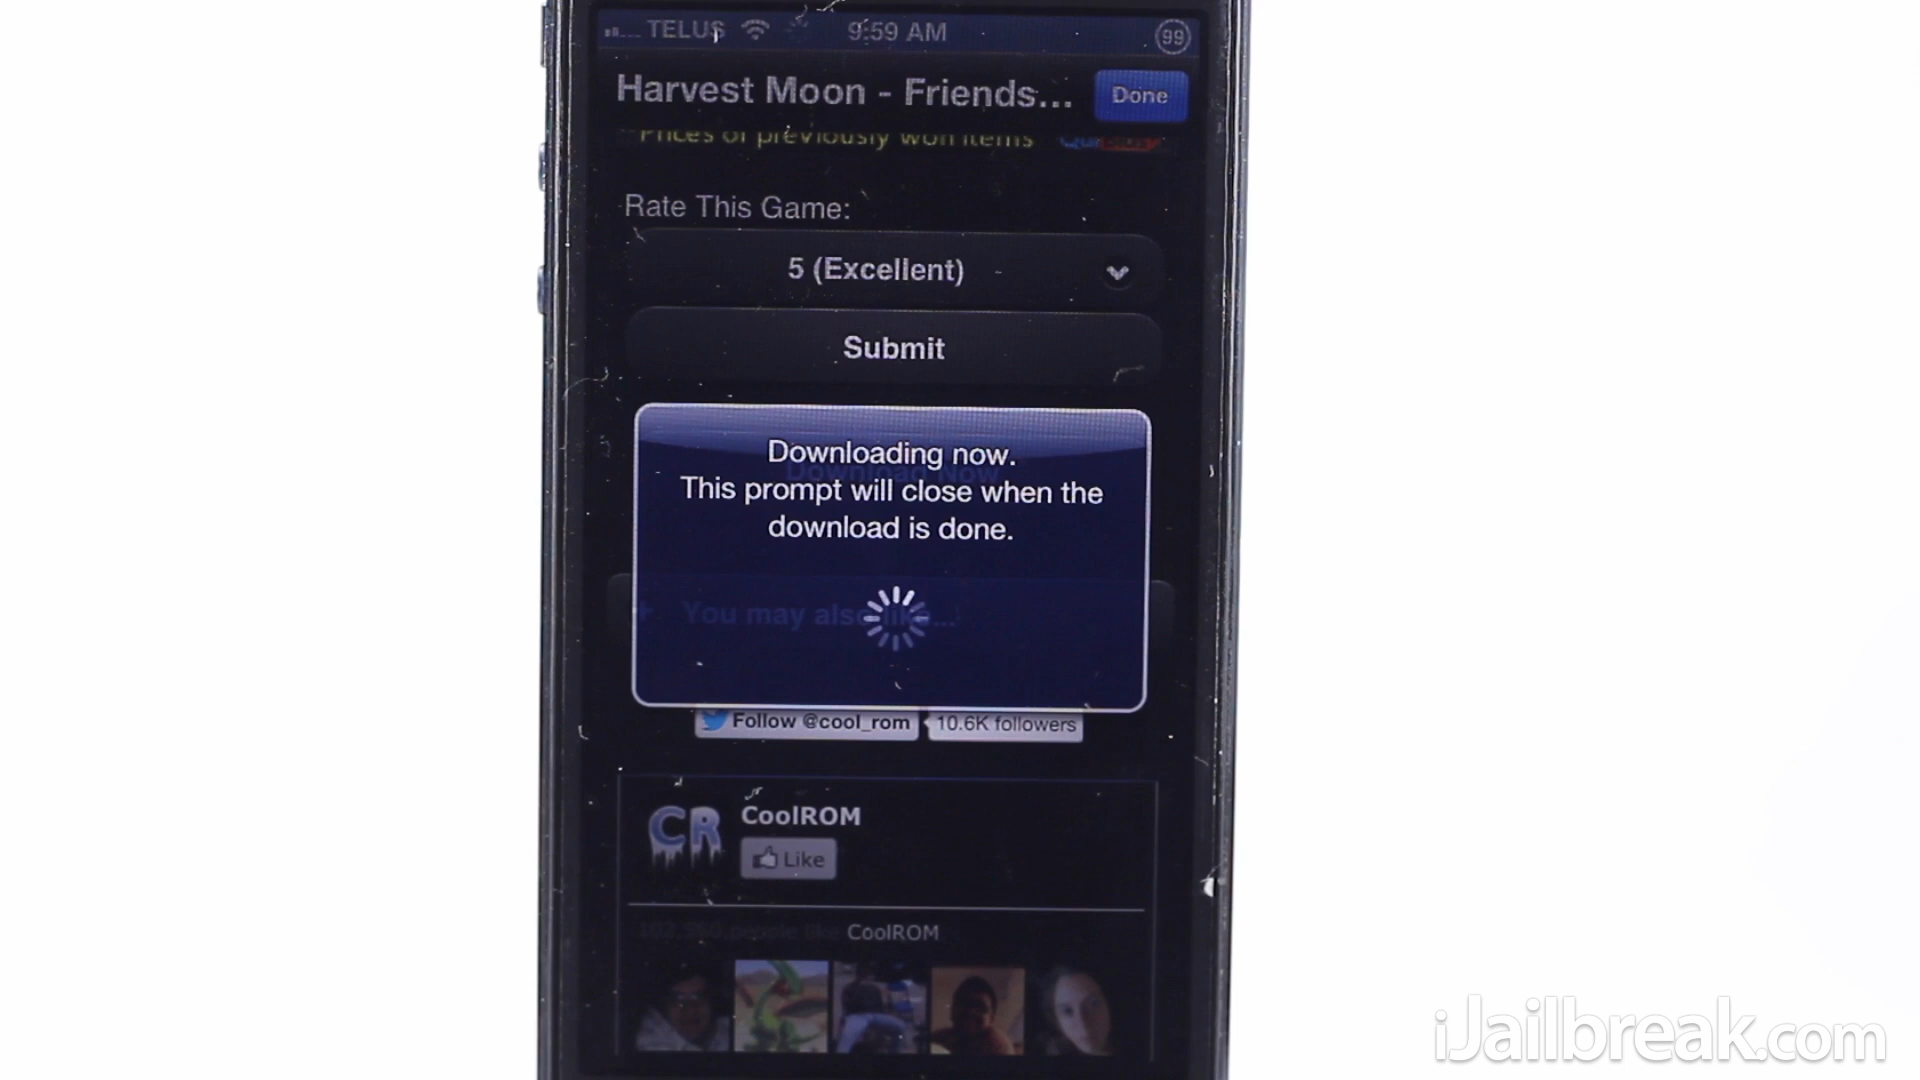 TELUS 9:59 AM 99
Harvest Moon - Friends... Done
Prices of previously won items
Rate This Game:
5 (Excellent)
Submit
Downloading now.
Download Now
This prompt will close when the
download is done.
+ You may also like...
Follow @cool_rom 10.6K followers
CR CoolROM
Like
people like CoolROM
iJailbreak.com